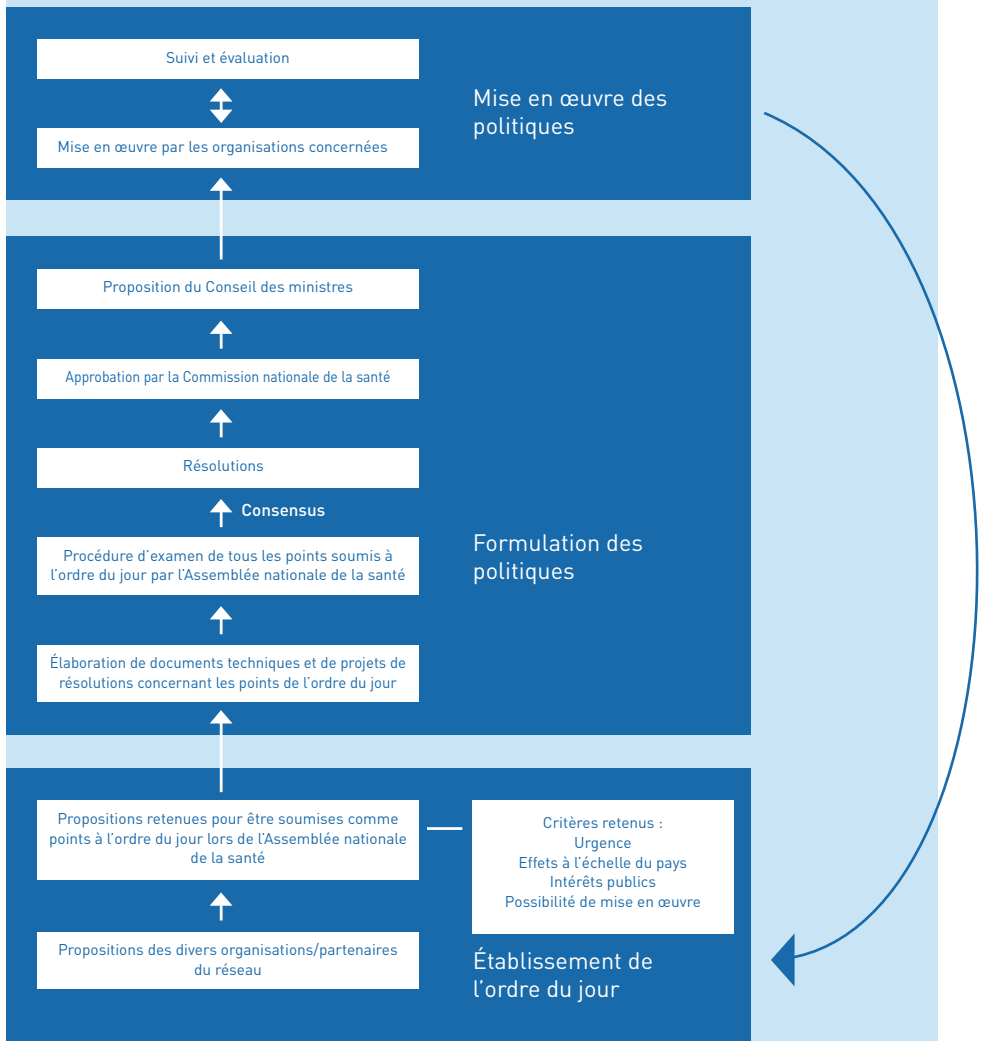 Suivi et évaluation
Mise en œuvre par les organisations concernées
Mise en œuvre des
politiques
Proposition du Conseil des ministres
Approbation par la Commission nationale de la santé
Résolutions
Consensus
Procédure d'examen de tous les points soumis à
l'ordre du jour par l'Assemblée nationale de la santé
Élaboration de documents techniques et de projets de
résolutions concernant les points de l'ordre du jour
Formulation des
politiques
Propositions retenues pour être soumises comme
points à l'ordre du jour lors de l'Assemblée nationale
de la santé
Critères retenus :
Urgence
Effets à l'échelle du pays
Intérêts publics
Possibilité de mise en œuvre
Propositions des divers organisations/partenaires
du réseau
Établissement de
l'ordre du jour